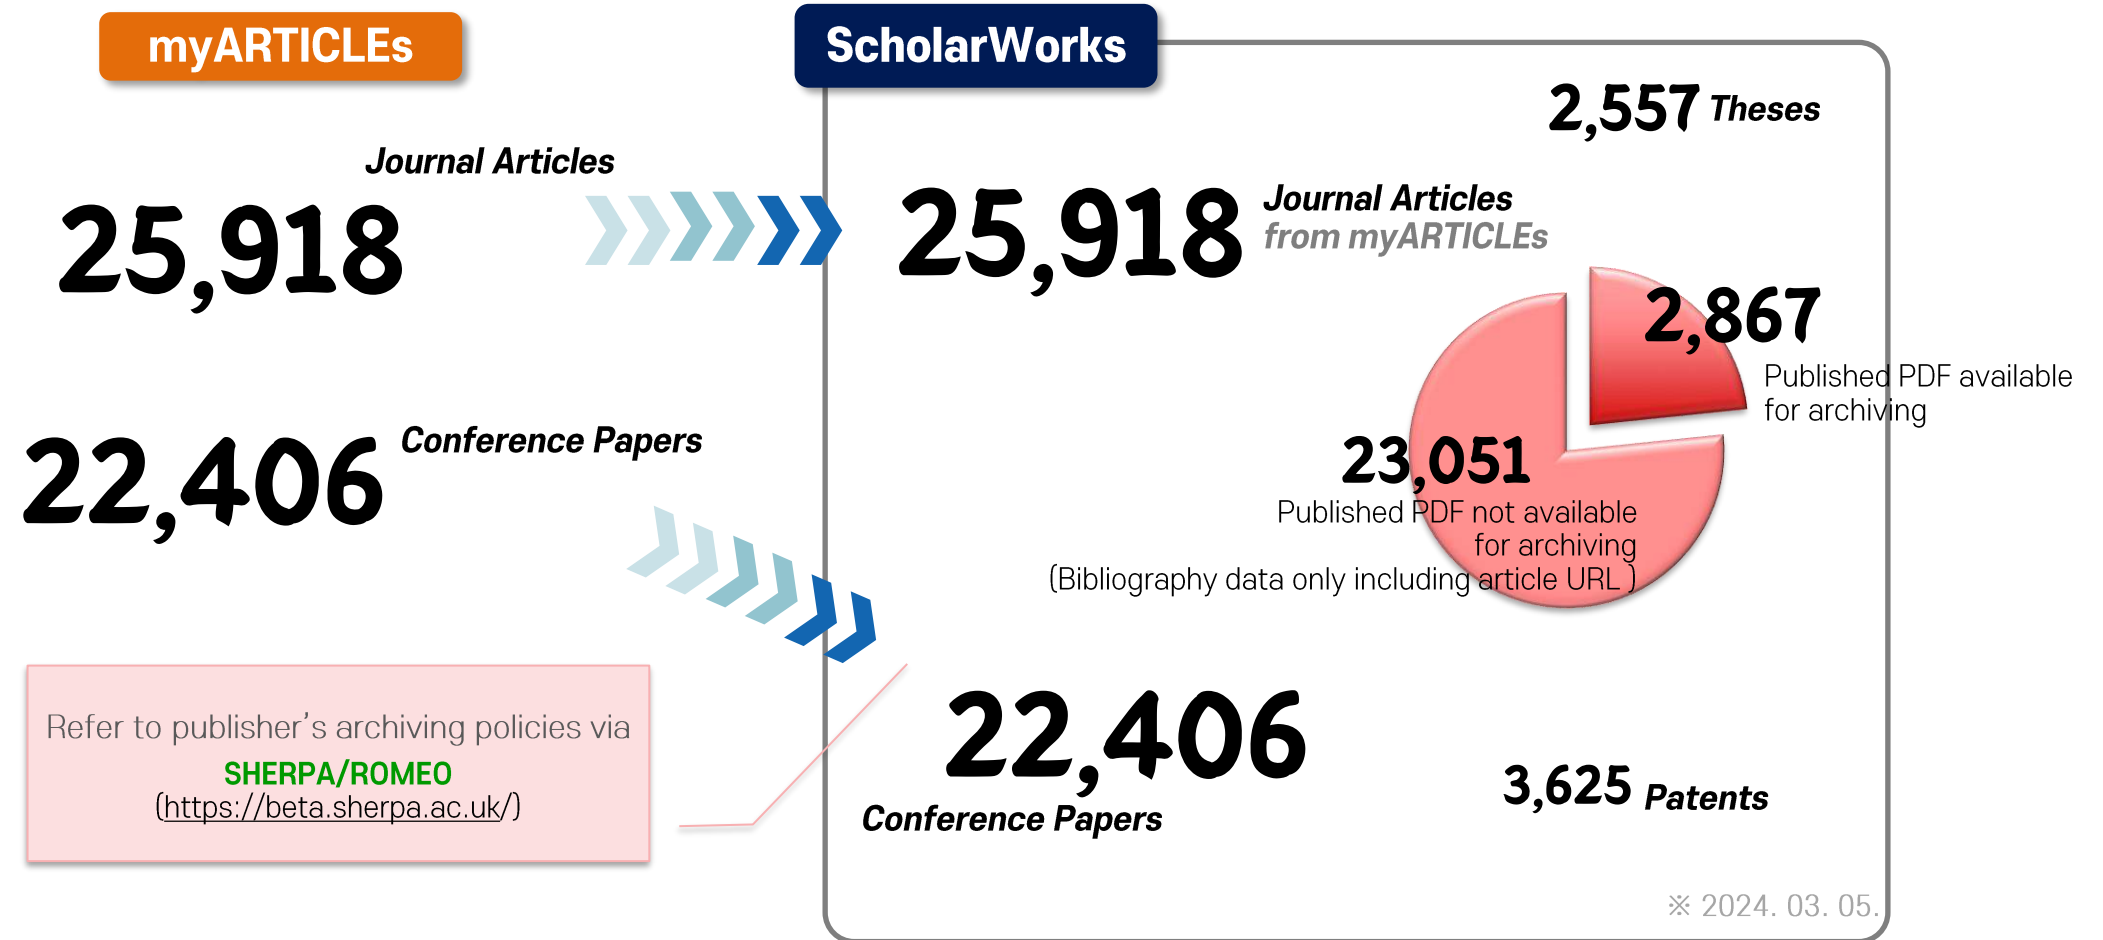 myARTICLEs
Journal Articles
25,918
22,406 Conference Papers
Refer to publisher’s archiving policies via
SHERPA/ROMEO
(https://beta.sherpa.ac.uk/)
ScholarWorks
2,557 Theses
25,918 Journal Articles
from myARTICLEs
2,867
Published PDF available
for archiving
23,051
Published PDF not available
for archiving
(Bibliography data only including article URL )
22,406
Conference Papers
3,625 Patents
※ 2024. 03. 05.